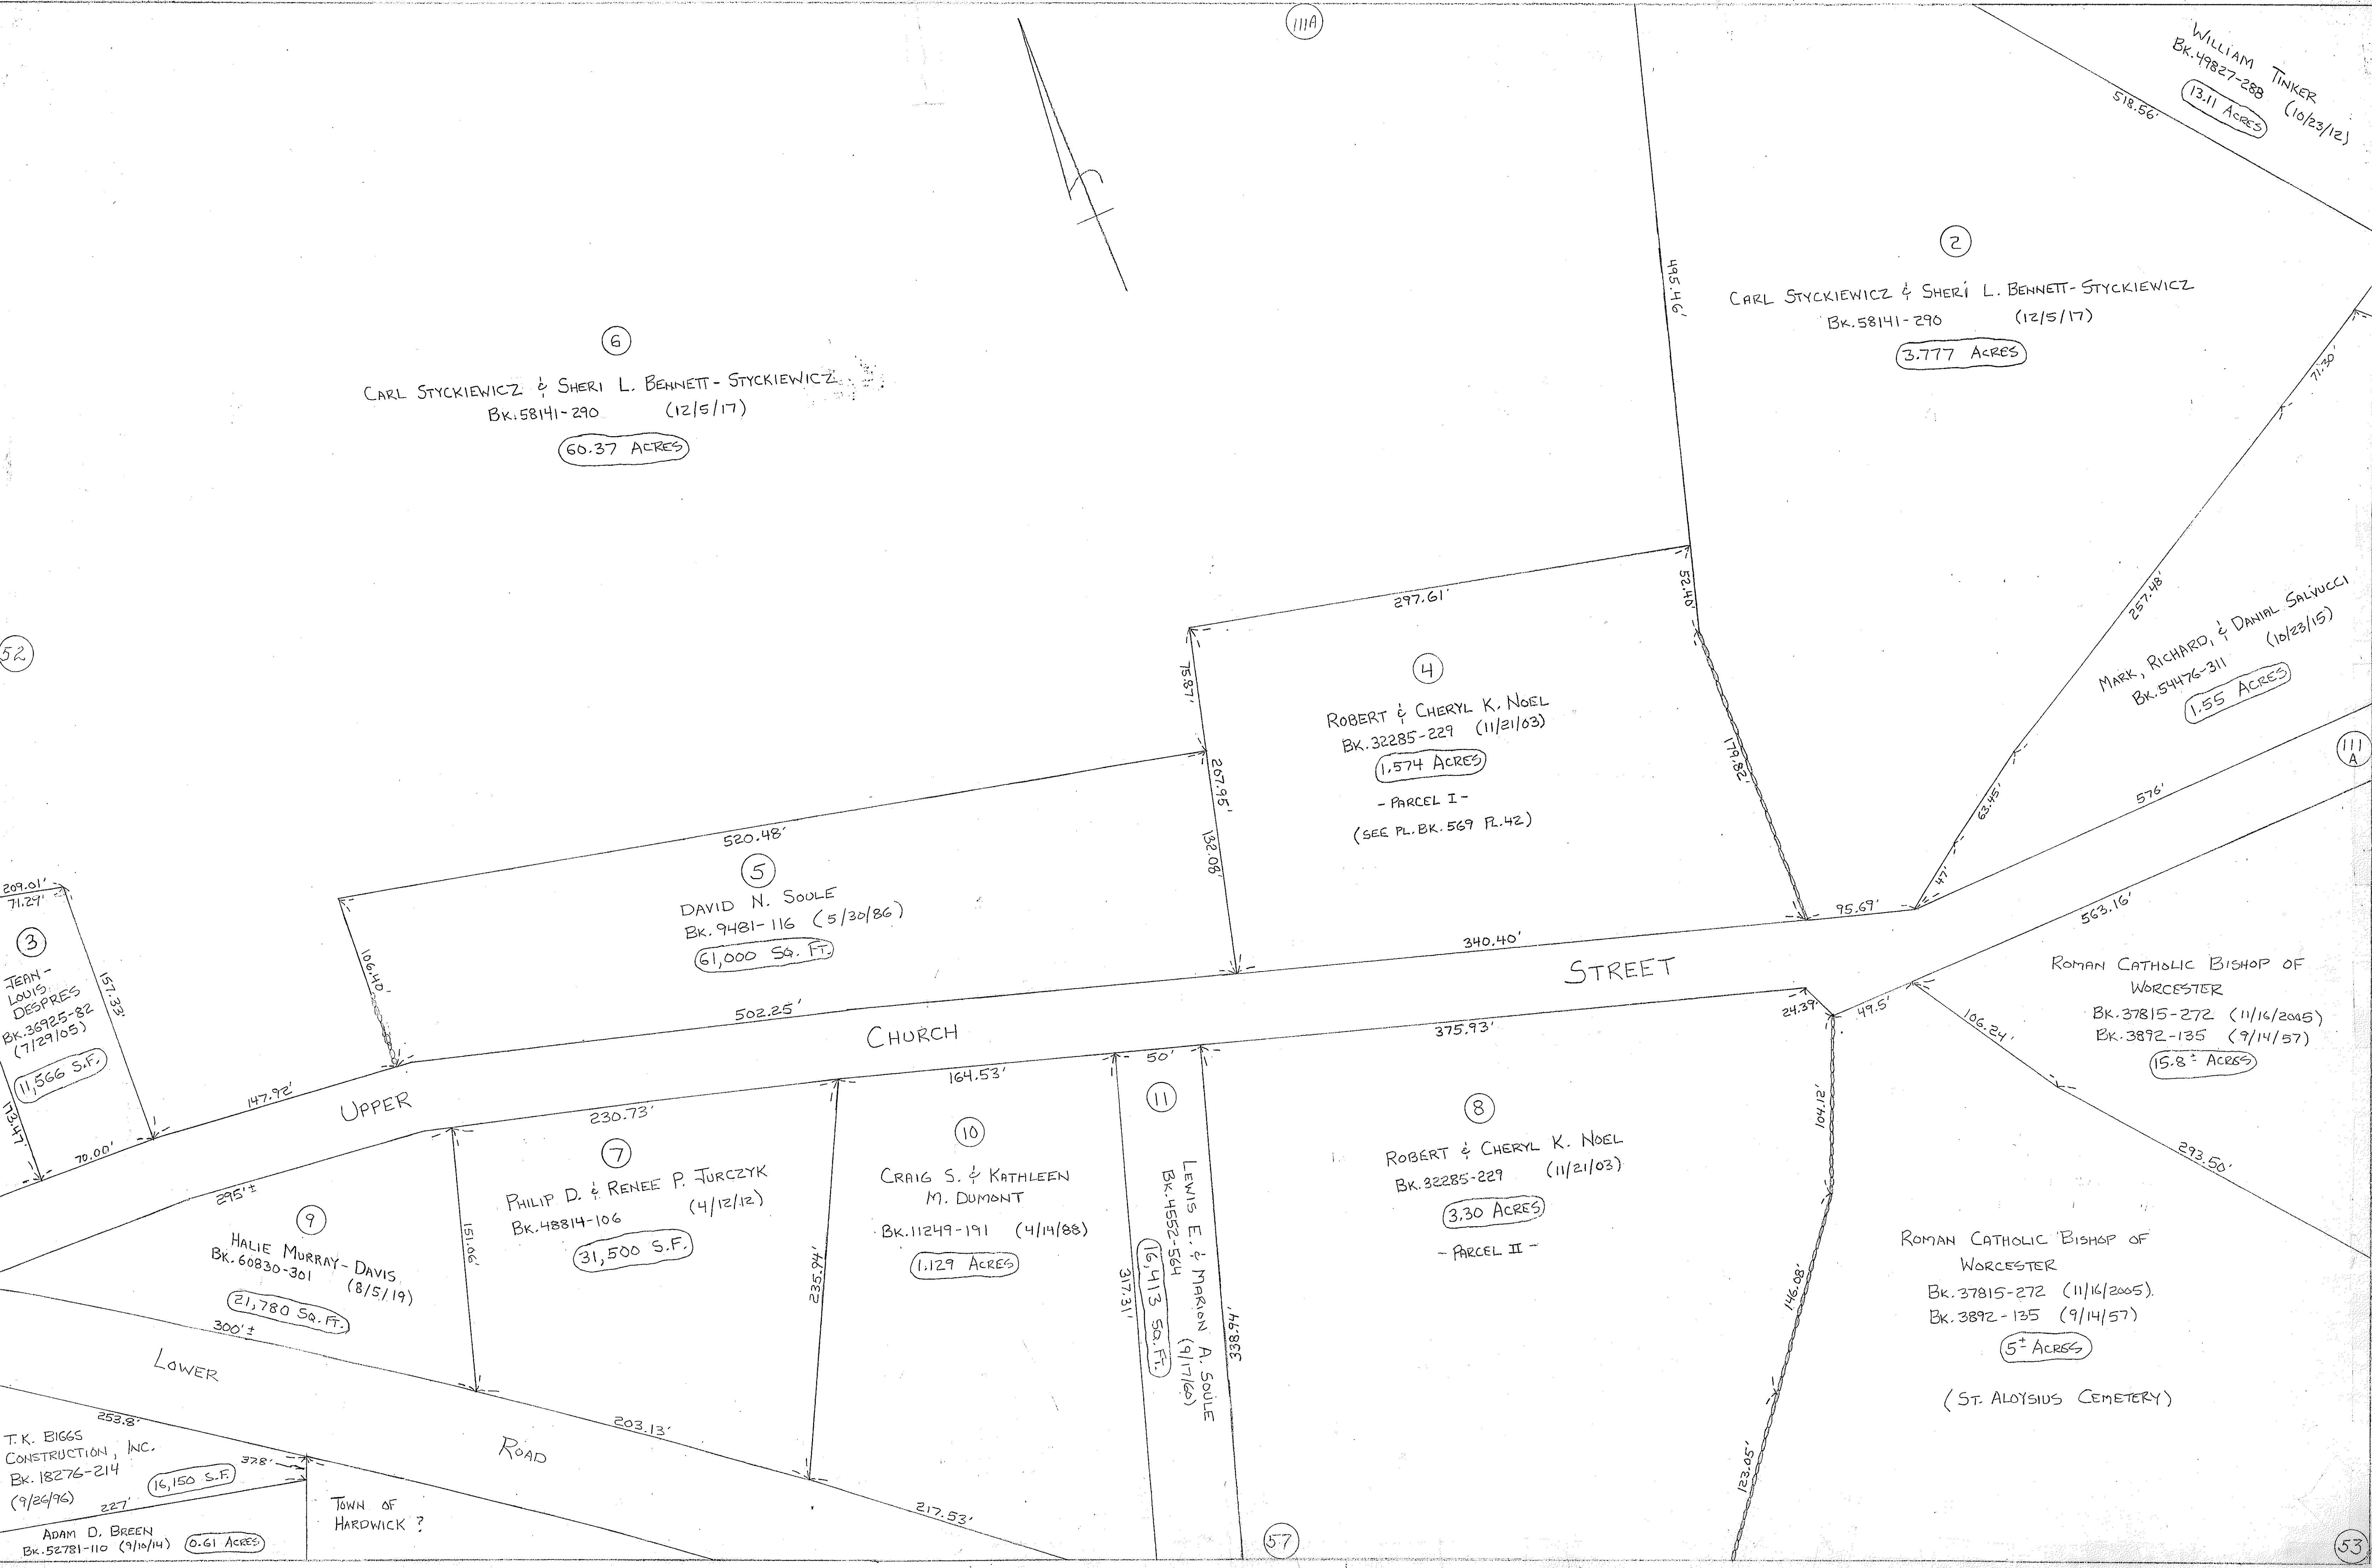 111A
WILLIAM TINKER
BK.49827-288 (10/23/12)
13.11 ACRES
518.56'
2
CARL STYCKIEWICZ & SHERI L. BENNETT-STYCKIEWICZ
BK.58141-290 (12/5/17)
3.777 ACRES
495.46'
71.30'
257.48'
6
CARL STYCKIEWICZ & SHERI L. BENNETT-STYCKIEWICZ
BK.58141-290 (12/5/17)
60.37 ACRES
52
297.61'
52.40'
75.87'
207.95'
132.08'
179.82'
4
ROBERT & CHERYL K. NOEL
BK.32285-229 (11/21/03)
1.574 ACRES
- PARCEL I -
(SEE PL.BK.569 PL.42)
340.40'
95.69'
47'
63.45'
MARK, RICHARD, & DANIAL SALVUCCI
BK.54476-311 (10/23/15)
1.55 ACRES
111
A
576'
563.16'
520.48'
5
DAVID N. SOULE
BK.9481-116 (5/30/86)
61,000 SQ. FT.
106.40'
502.25'
209.01'
71.29'
3
JEAN-
LOUIS
DESPRES
BK.36925-82
(7/29/05)
11,566 S.F.
157.33'
173.47'
70.00'
147.92'
UPPER CHURCH STREET
295'±
9
HALIE MURRAY-DAVIS
BK.60830-301 (8/5/19)
21,780 SQ.FT.
300'±
151.06'
230.73'
7
PHILIP D. & RENEE P. JURCZYK
BK.48814-106 (4/12/12)
31,500 S.F.
203.13'
235.94'
164.53'
10
CRAIG S. & KATHLEEN
M. DUMONT
BK.11249-191 (4/14/88)
1.129 ACRES
217.53'
50'
11
LEWIS E. & MARION A. SOULE
BK.4552-564 (9/17/60)
16,413 SQ.FT.
317.31'
338.94'
375.93'
8
ROBERT & CHERYL K. NOEL
BK.32285-229 (11/21/03)
3.30 ACRES
- PARCEL II -
24.39'
49.5'
104.12'
146.08'
123.05'
106.24'
293.50'
ROMAN CATHOLIC BISHOP OF
WORCESTER
BK.37815-272 (11/16/2005)
BK.3892-135 (9/14/57)
15.8± ACRES
ROMAN CATHOLIC BISHOP OF
WORCESTER
BK.37815-272 (11/16/2005)
BK.3892-135 (9/14/57)
5± ACRES
(ST. ALOYSIUS CEMETERY)
LOWER ROAD
253.8'
T.K. BIGGS
CONSTRUCTION, INC.
BK.18276-214
(9/26/96)
16,150 S.F.
37.8'
227'
ADAM D. BREEN
BK.52781-110 (9/10/14) 0.61 ACRES
TOWN OF
HARDWICK ?
57
53